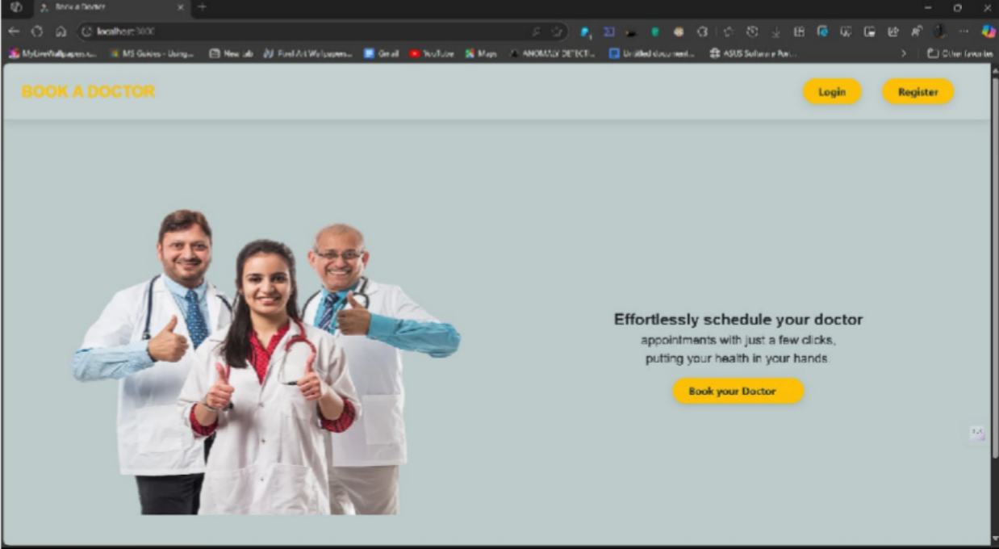 Book a Doctor
localhost:3000
MyLiveWallpapers.c... MS Guides - Using... New tab Pixel Art Wallpapers... Gmail YouTube Maps ANOMALY DETECTI... Untitled document... ASUS Software Port... Other favorites
BOOK A DOCTOR
Login Register
Effortlessly schedule your doctor
appointments with just a few clicks,
putting your health in your hands.
Book your Doctor